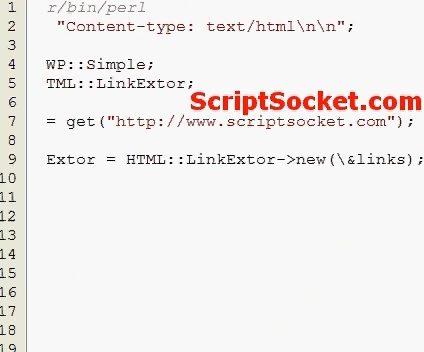 1 r/bin/perl
2 "Content-type: text/html\n\n";
3
4 WP::Simple;
5 TML::LinkExtor;
6
ScriptSocket.com
7 = get("http://www.scriptsocket.com");
8
9 Extor = HTML::LinkExtor->new(\&links);
10
11
12
13
14
15
16
17
18
19